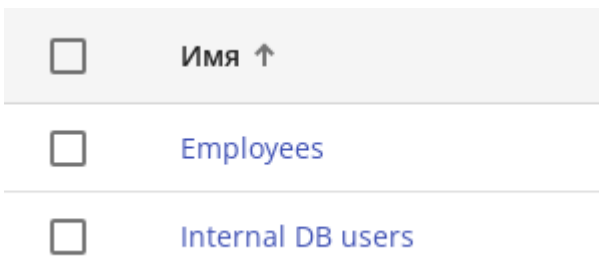 Имя ↑
Employees
Internal DB users